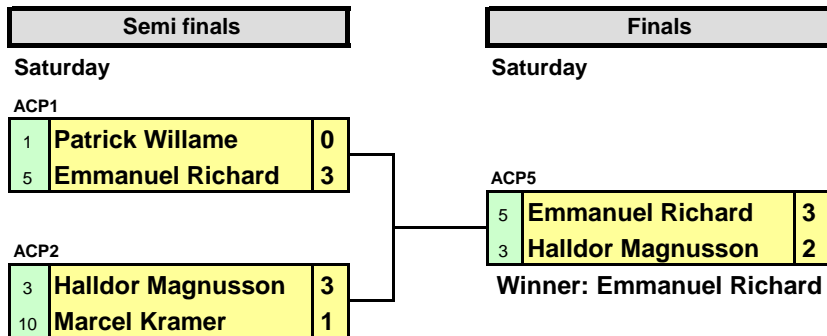 Semi finals
Saturday
ACP1
1 Patrick Willame 0
5 Emmanuel Richard 3
ACP2
3 Halldor Magnusson 3
10 Marcel Kramer 1
Finals
Saturday
ACP5
5 Emmanuel Richard 3
3 Halldor Magnusson 2
Winner: Emmanuel Richard